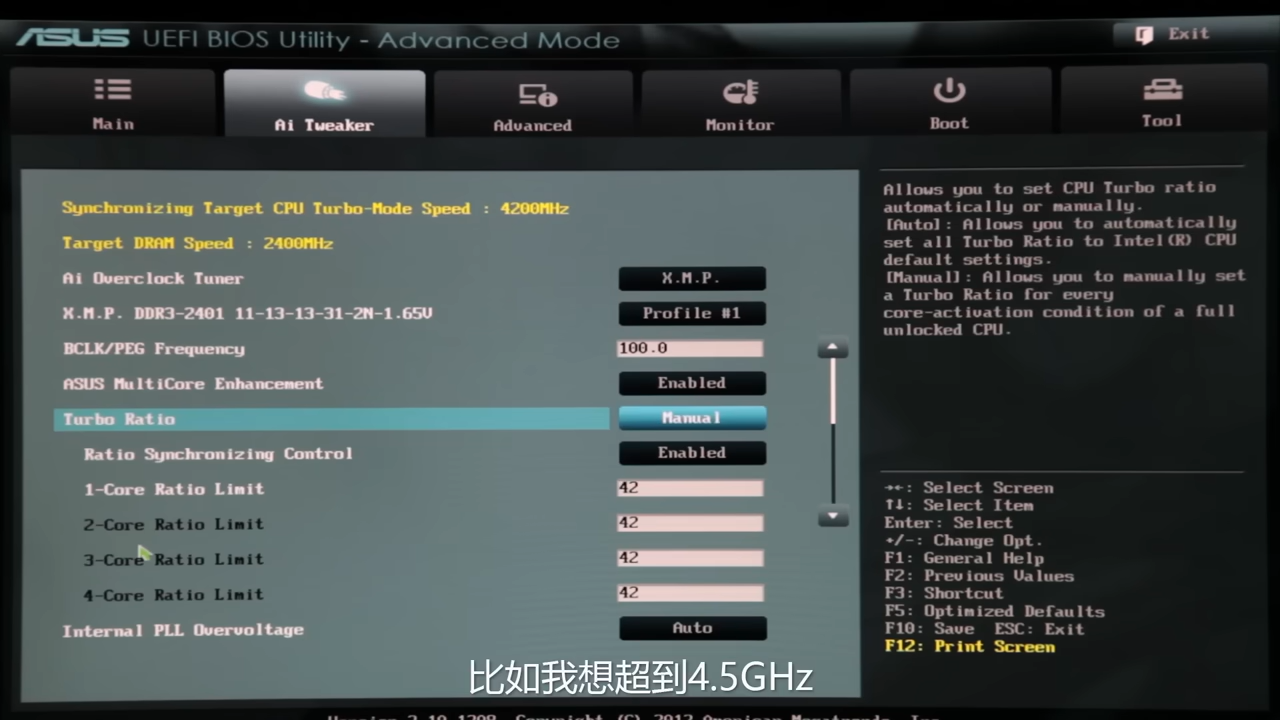 ASUS UEFI BIOS Utility - Advanced Mode
Exit
Main
Ai Tweaker
Advanced
Monitor
Boot
Tool
Synchronizing Target CPU Turbo-Mode Speed : 4200MHz
Target DRAM Speed : 2400MHz
Ai Overclock Tuner
X.M.P.
X.M.P. DDR3-2401 11-13-13-31-2N-1.65V
Profile #1
BCLK/PEG Frequency
100.0
ASUS MultiCore Enhancement
Enabled
Turbo Ratio
Manual
Ratio Synchronizing Control
Enabled
1-Core Ratio Limit
42
2-Core Ratio Limit
42
3-Core Ratio Limit
42
4-Core Ratio Limit
42
Internal PLL Overvoltage
Auto
Allows you to set CPU Turbo ratio
automatically or manually.
[Auto]: Allows you to automatically
set all Turbo Ratio to Intel(R) CPU
default settings.
[Manual]: Allows you to manually set
a Turbo Ratio for every
core-activation condition of a full
unlocked CPU.
→←: Select Screen
↑↓: Select Item
Enter: Select
+/-: Change Opt.
F1: General Help
F2: Previous Values
F3: Shortcut
F5: Optimized Defaults
F10: Save ESC: Exit
F12: Print Screen
比如我想超到4.5GHz